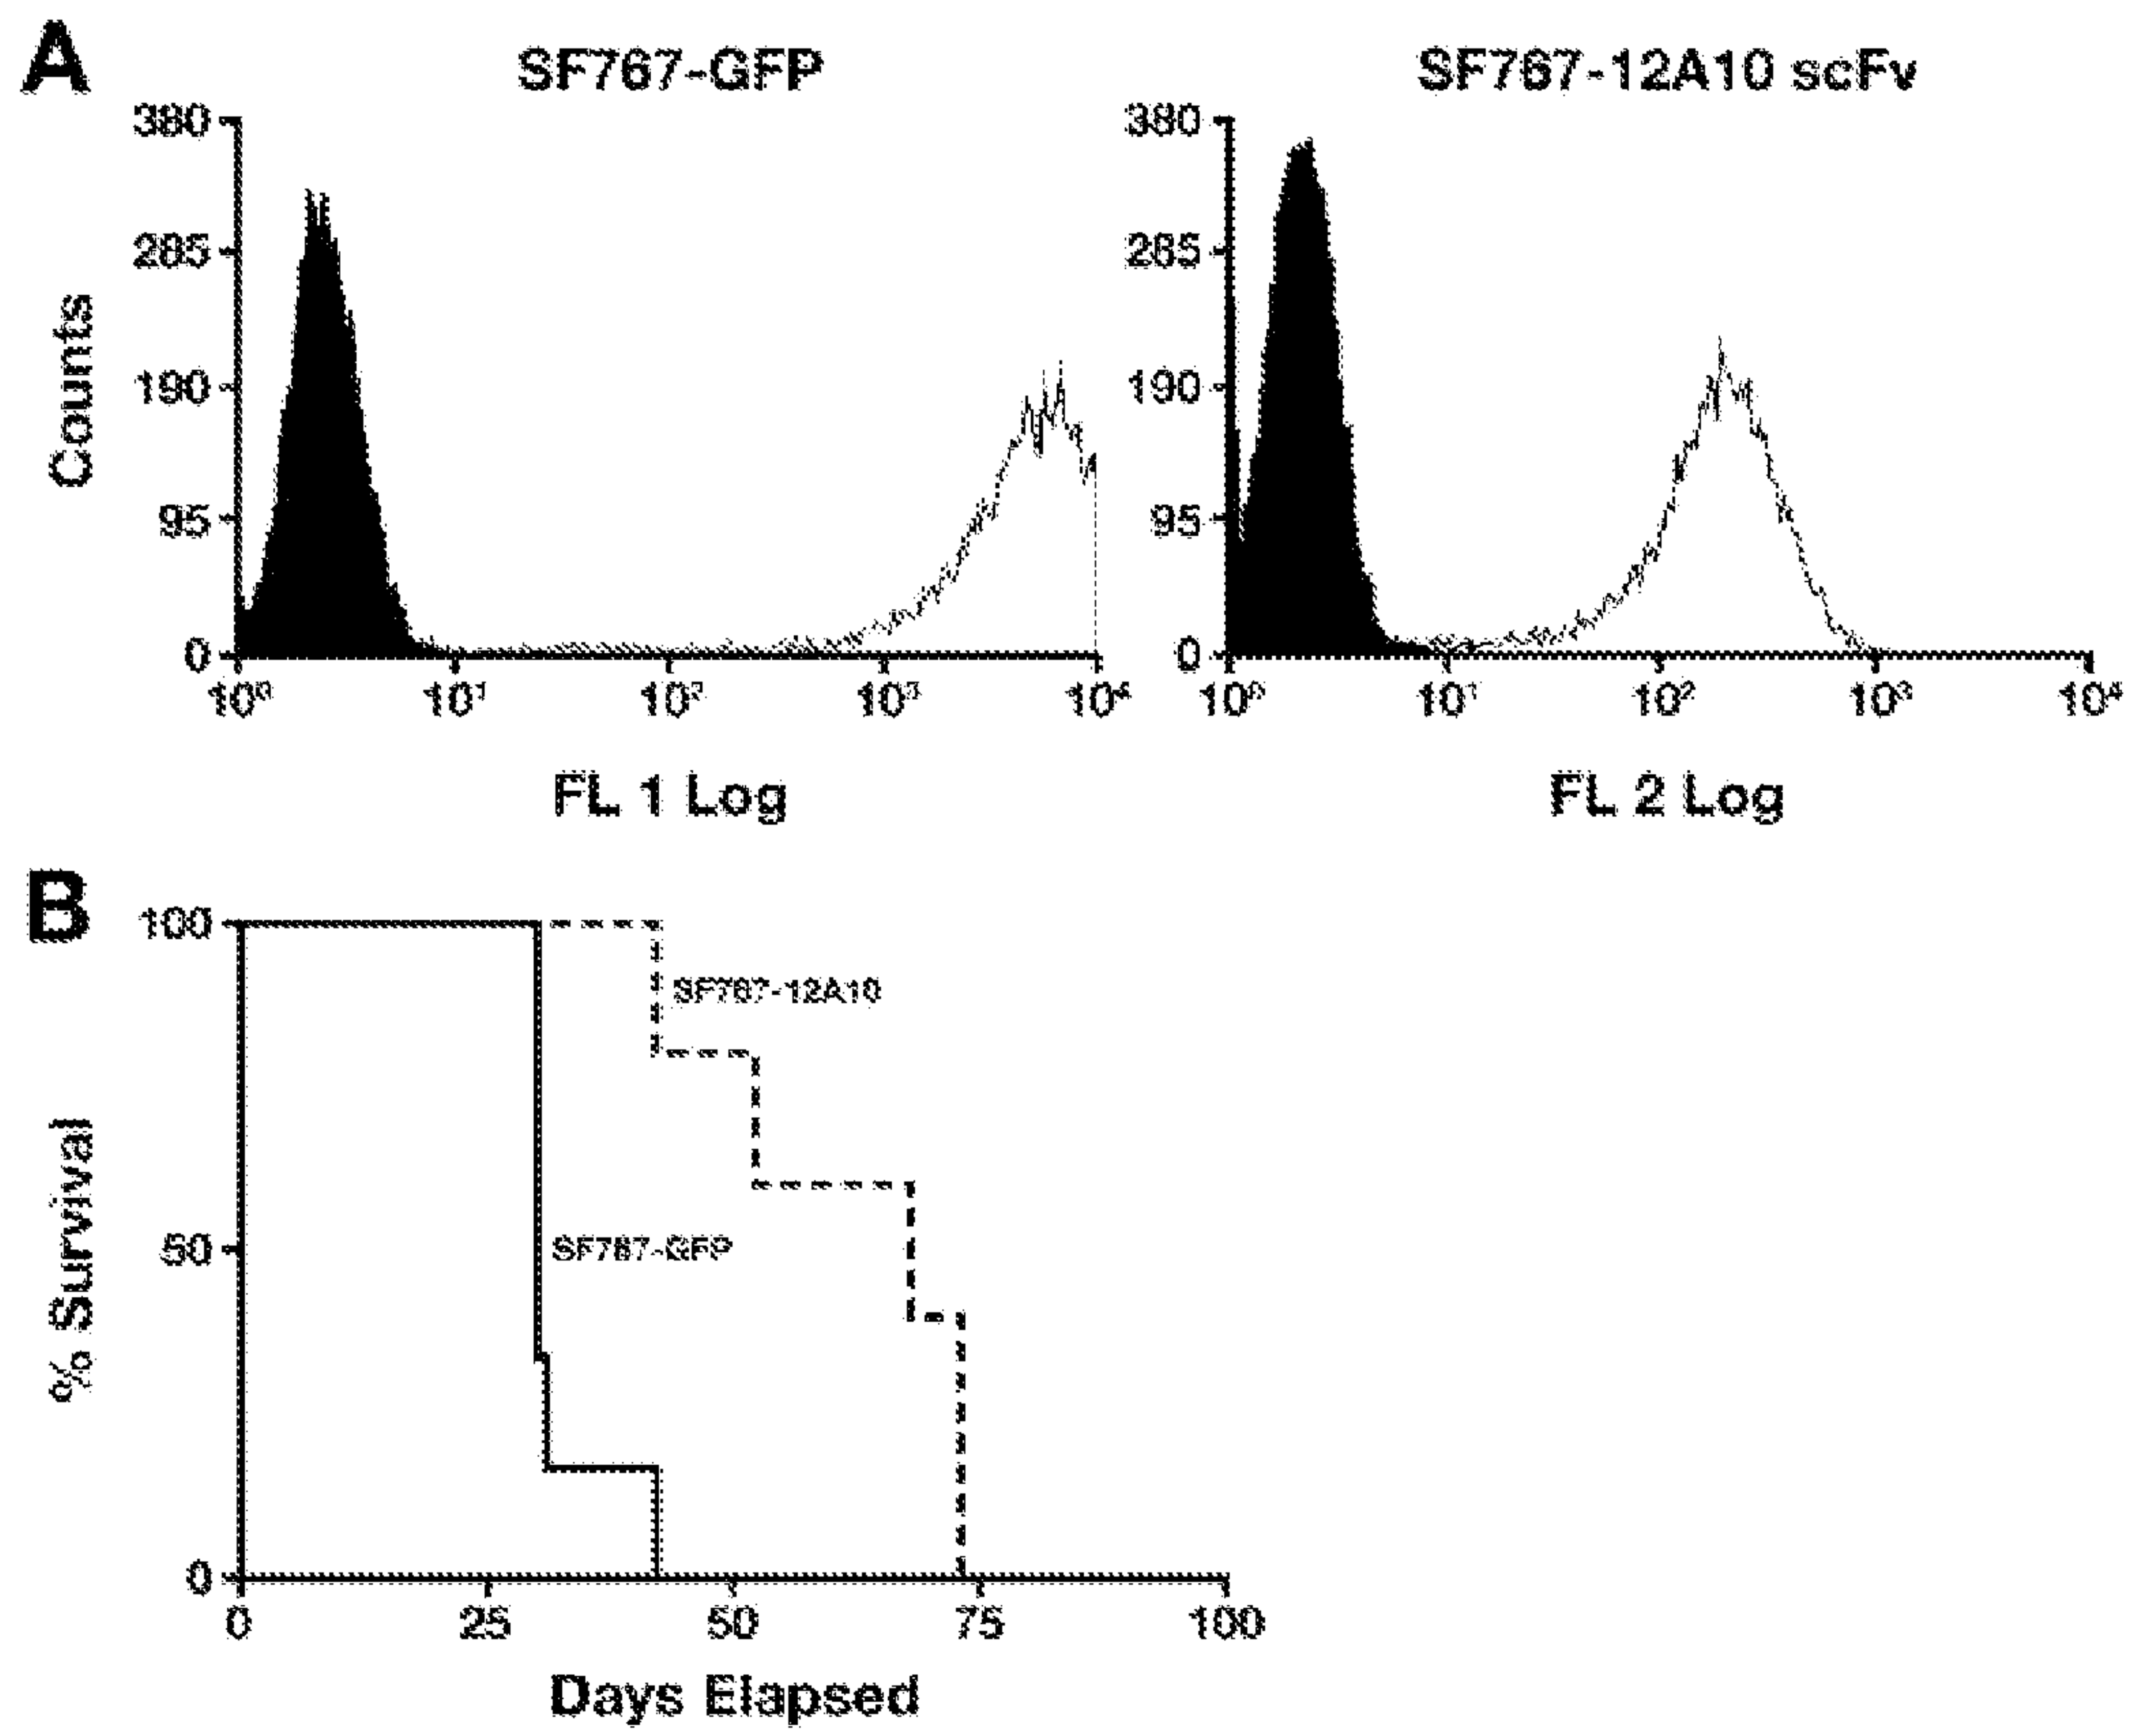 A
SF767-GFP
SF767-12A10 scFv
380
285
190
95
0
Counts
10⁰ 10¹ 10² 10³ 10⁴
FL 1 Log
380
285
190
95
0
10⁰ 10¹ 10² 10³ 10⁴
FL 2 Log
B
100
50
0
% Survival
SF767-12A10
SF767-GFP
0 25 50 75 100
Days Elapsed